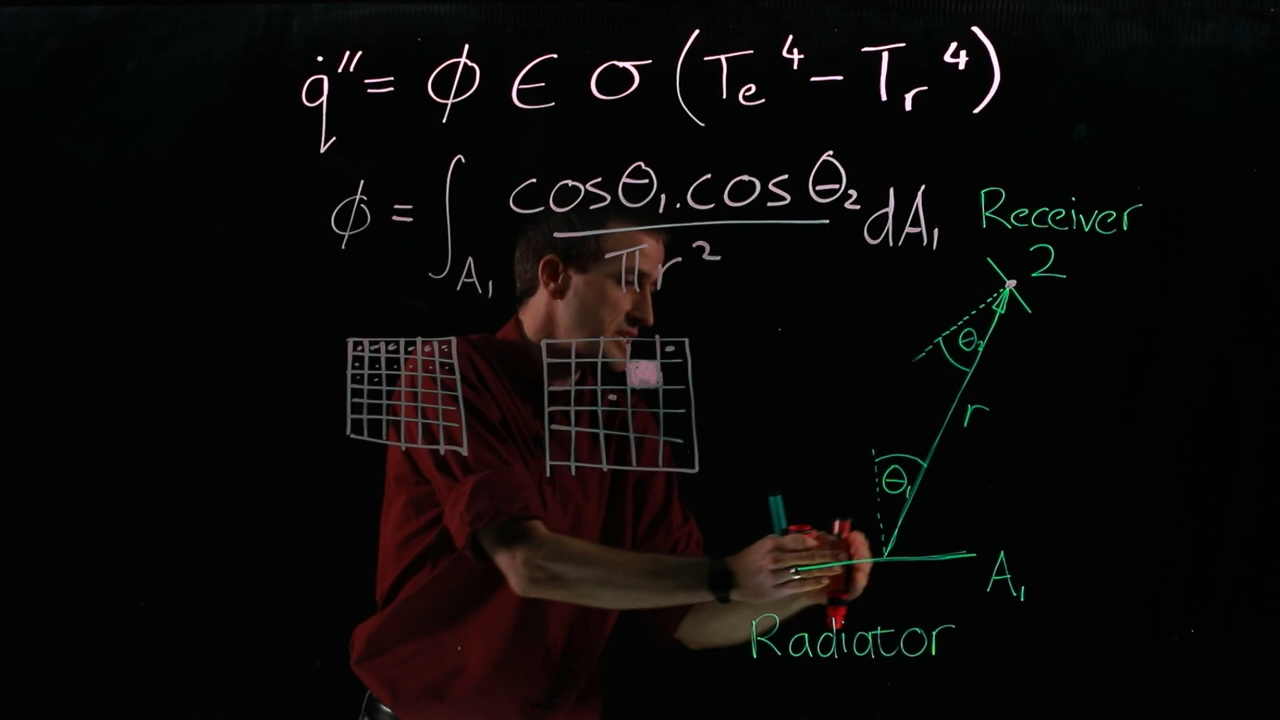 q̇″ = ϕ ∈ σ (Tₑ⁴ − Tᵣ⁴)
ϕ = ∫A₁ cosθ₁.cosθ₂ / πr² dA₁
Receiver
2
θ₂
r
θ₁
A₁
Radiator